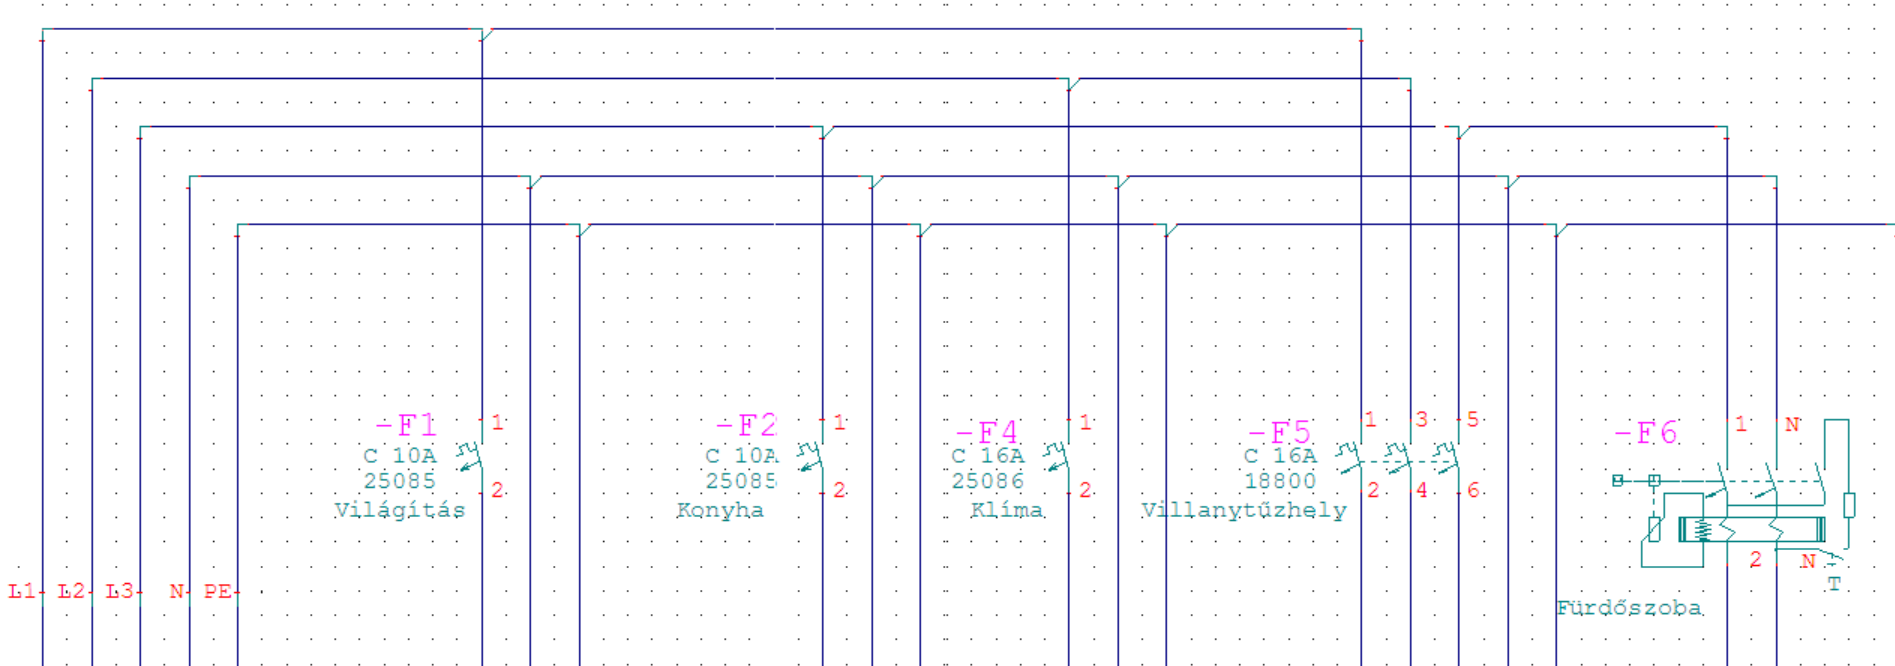 -F1
C 10A
25085
Világítás
1
2
-F2
C 10A
25085
Konyha
1
2
-F4
C 16A
25086
Klíma
1
2
-F5
C 16A
18800
Villanytűzhely
1 3 5
2 4 6
-F6
1 N
2 N
T
Fürdőszoba
L1 L2 L3 N PE